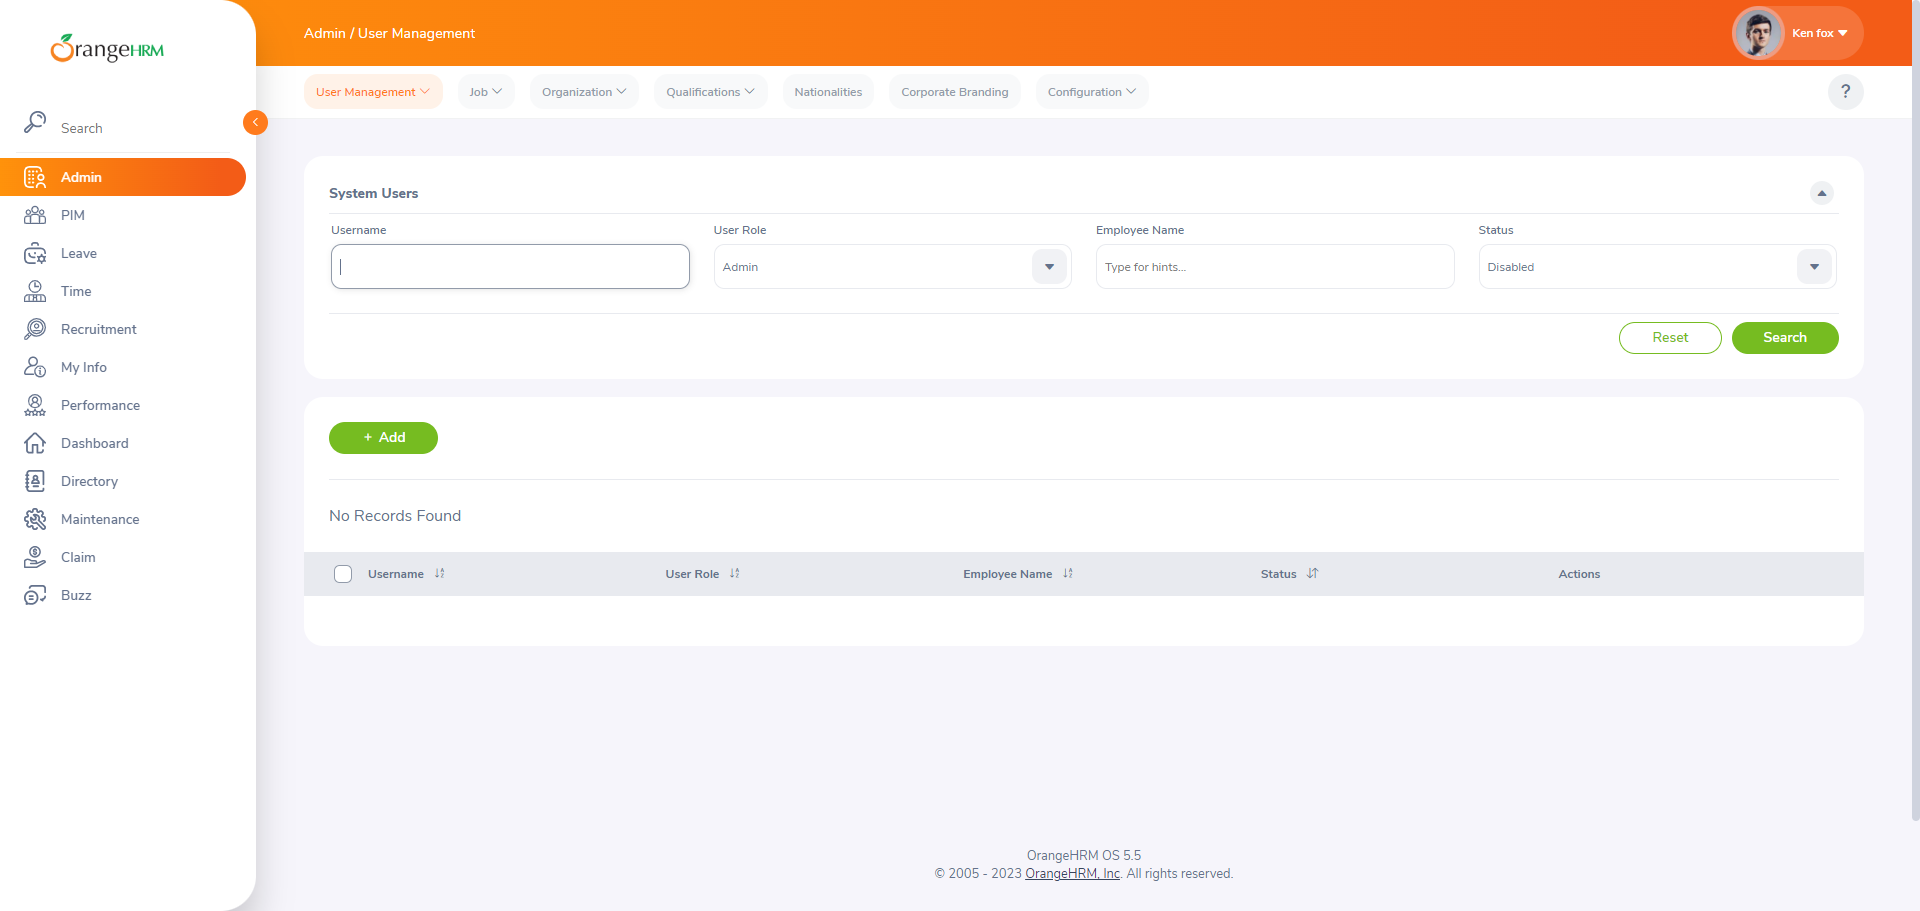 OrangeHRM
Search
Admin
PIM
Leave
Time
Recruitment
My Info
Performance
Dashboard
Directory
Maintenance
Claim
Buzz
Admin / User Management
Ken fox
User Management
Job
Organization
Qualifications
Nationalities
Corporate Branding
Configuration
?
System Users
Username
User Role
Employee Name
Status
Admin
Type for hints...
Disabled
Reset
Search
+ Add
No Records Found
Username
User Role
Employee Name
Status
Actions
OrangeHRM OS 5.5
© 2005 - 2023 OrangeHRM, Inc. All rights reserved.